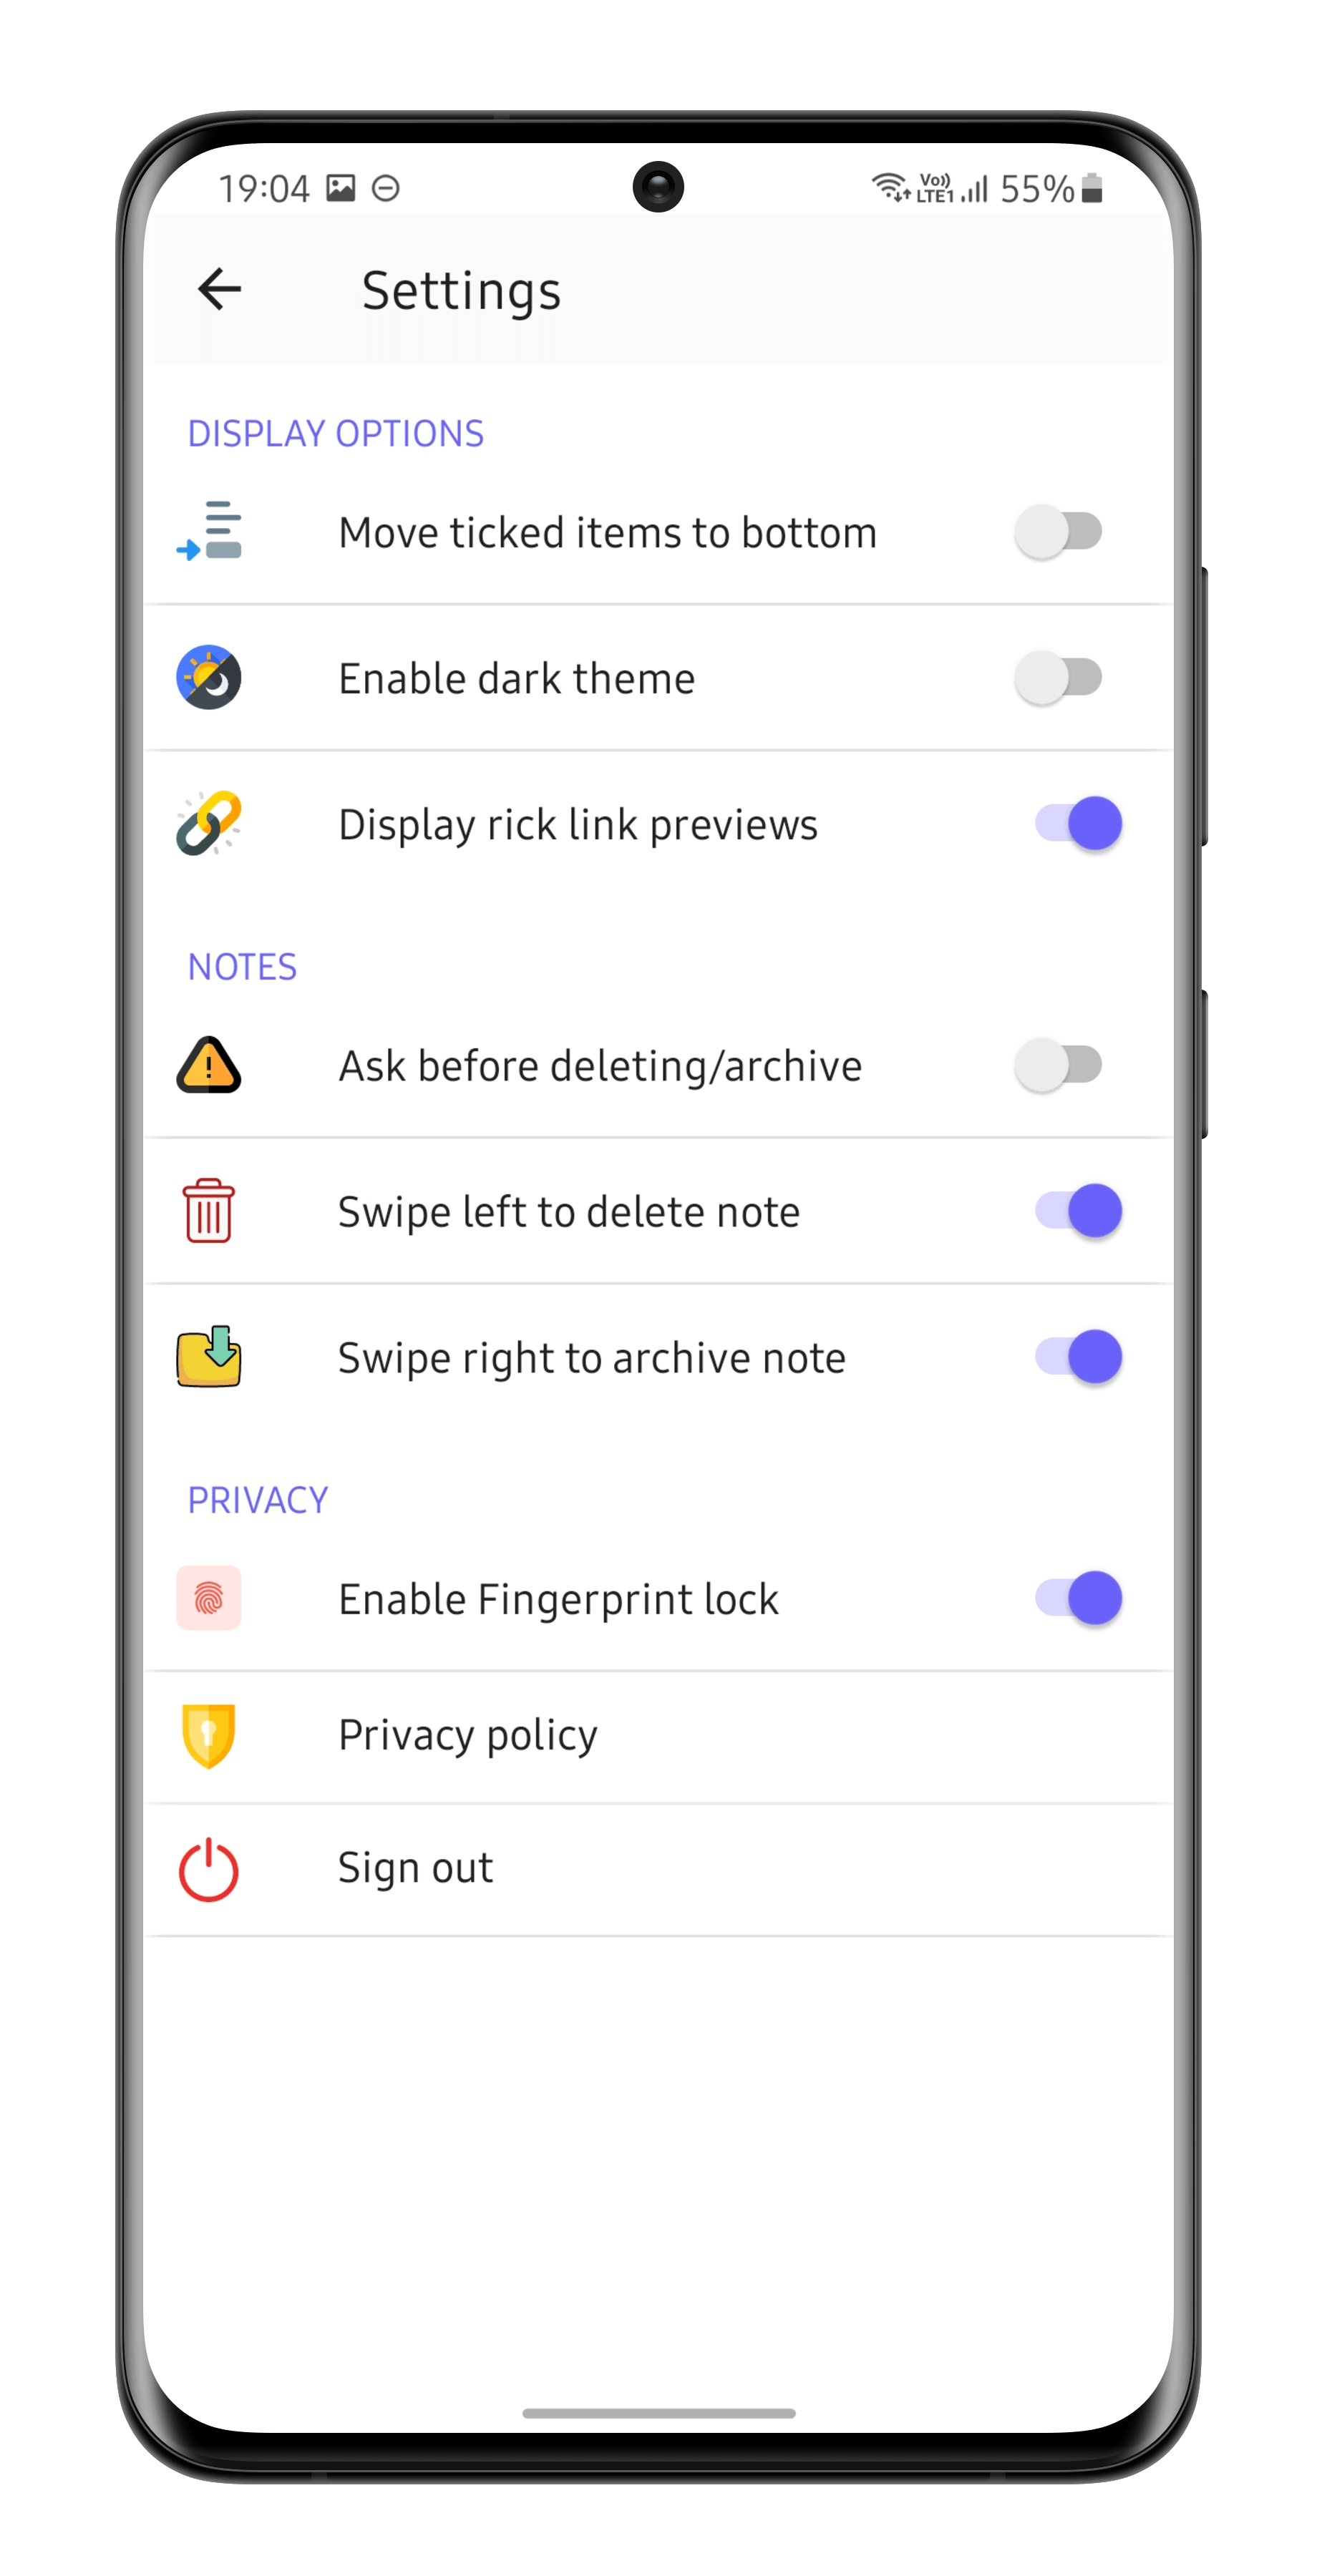 19:04 Vo)) LTE1 55%
Settings
DISPLAY OPTIONS
Move ticked items to bottom
Enable dark theme
Display rick link previews
NOTES
Ask before deleting/archive
Swipe left to delete note
Swipe right to archive note
PRIVACY
Enable Fingerprint lock
Privacy policy
Sign out